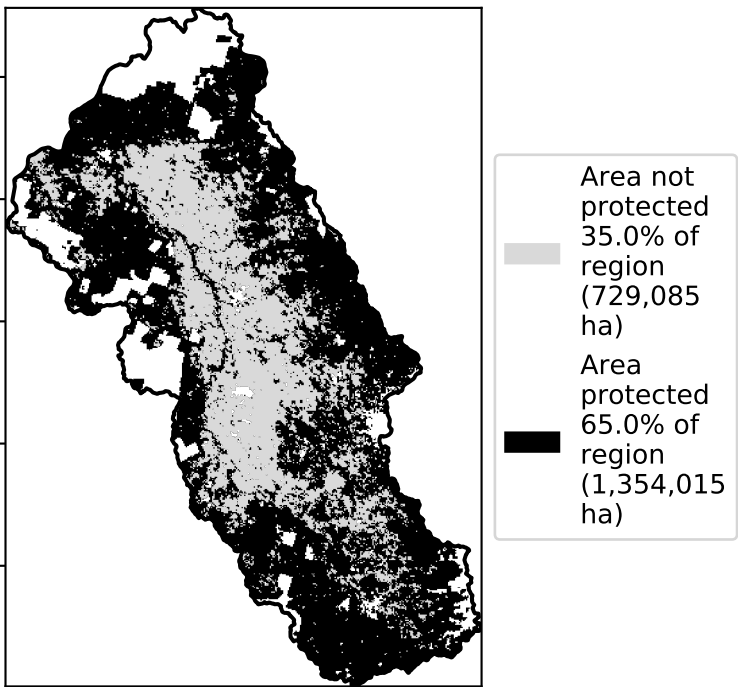 Area not
protected
35.0% of
region
(729,085
ha)
Area
protected
65.0% of
region
(1,354,015
ha)